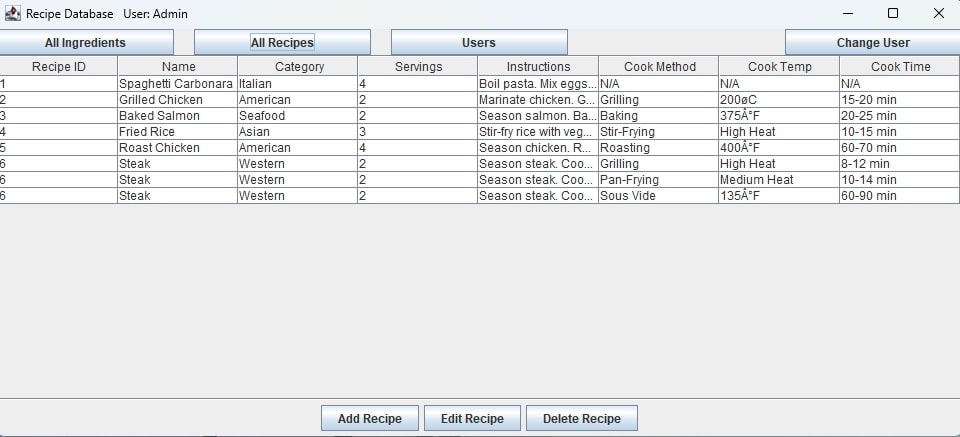 Recipe Database User: Admin
All Ingredients All Recipes Users Change User
Recipe ID Name Category Servings Instructions Cook Method Cook Temp Cook Time
1 Spaghetti Carbonara Italian 4 Boil pasta. Mix eggs... N/A N/A N/A
2 Grilled Chicken American 2 Marinate chicken. G... Grilling 200øC 15-20 min
3 Baked Salmon Seafood 2 Season salmon. Ba... Baking 375Â°F 20-25 min
4 Fried Rice Asian 3 Stir-fry rice with veg... Stir-Frying High Heat 10-15 min
5 Roast Chicken American 4 Season chicken. R... Roasting 400Â°F 60-70 min
6 Steak Western 2 Season steak. Coo... Grilling High Heat 8-12 min
6 Steak Western 2 Season steak. Coo... Pan-Frying Medium Heat 10-14 min
6 Steak Western 2 Season steak. Coo... Sous Vide 135Â°F 60-90 min
Add Recipe Edit Recipe Delete Recipe